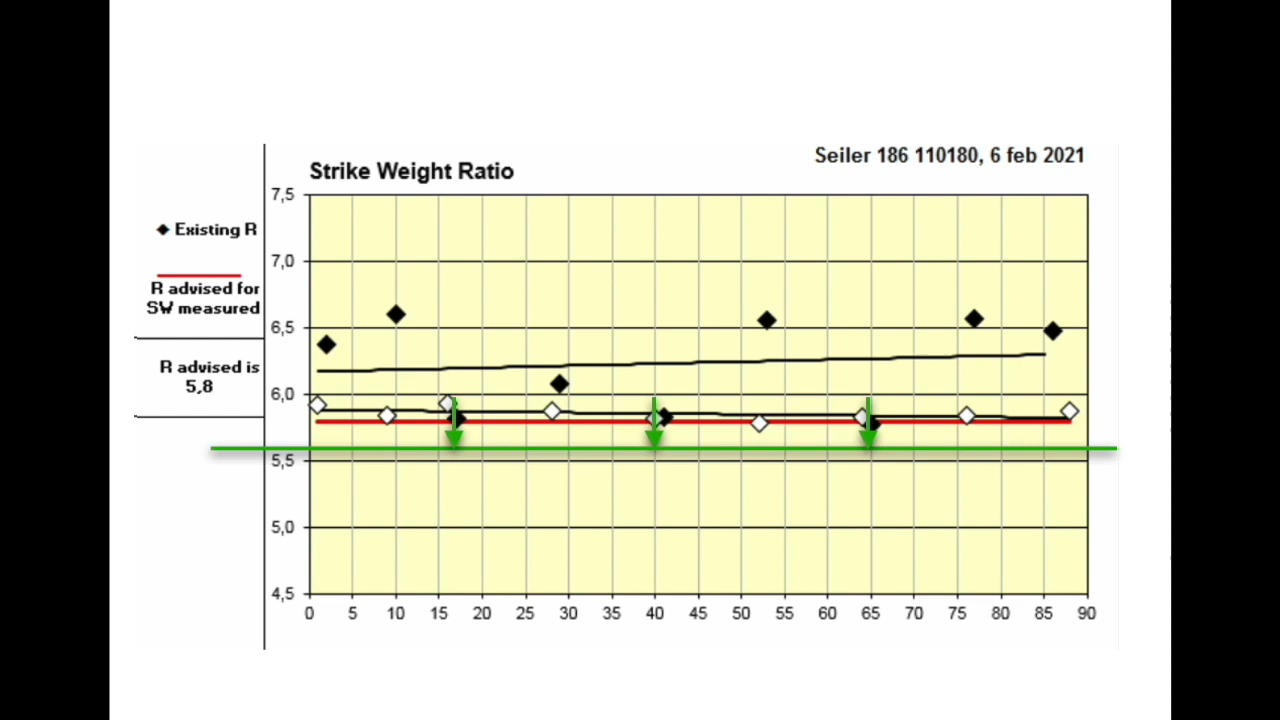 Seiler 186 110180, 6 feb 2021
Strike Weight Ratio
7,5
7,0
6,5
6,0
5,5
5,0
4,5
Existing R
R advised for
SW measured
R advised is
5,8
0 5 10 15 20 25 30 35 40 45 50 55 60 65 70 75 80 85 90